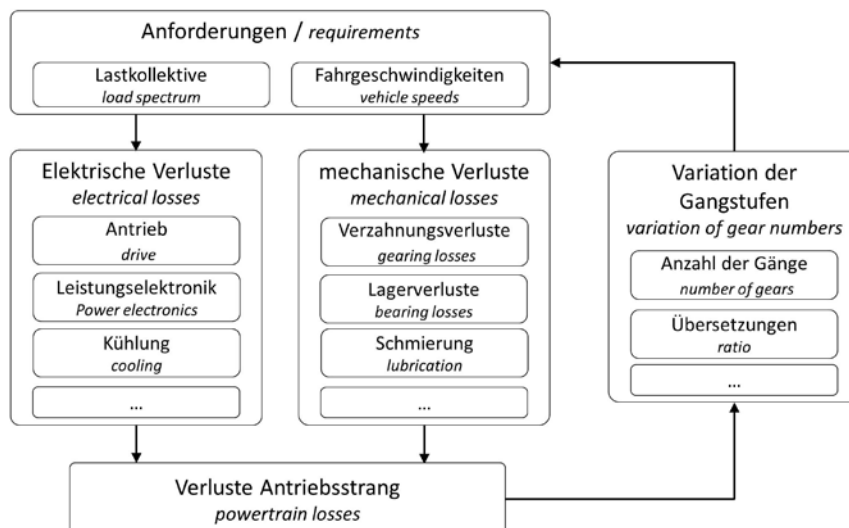 Anforderungen / requirements
Lastkollektive
load spectrum
Fahrgeschwindigkeiten
vehicle speeds
Elektrische Verluste
electrical losses
Antrieb
drive
Leistungselektronik
Power electronics
Kühlung
cooling
...
mechanische Verluste
mechanical losses
Verzahnungsverluste
gearing losses
Lagerverluste
bearing losses
Schmierung
lubrication
...
Variation der
Gangstufen
variation of gear numbers
Anzahl der Gänge
number of gears
Übersetzungen
ratio
...
Verluste Antriebsstrang
powertrain losses